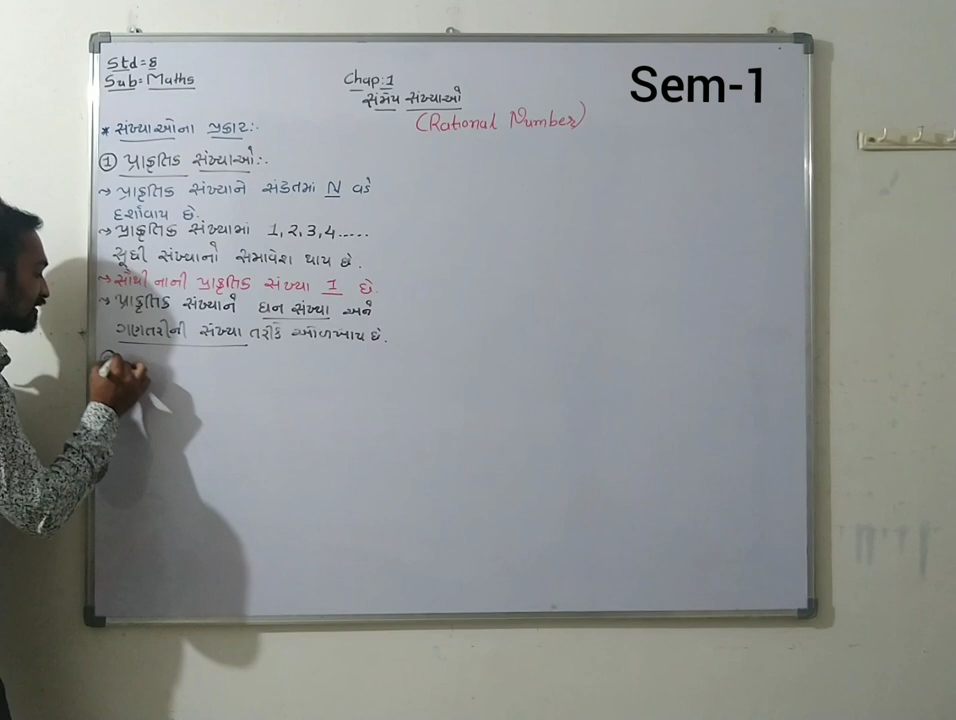 Std = 8
Sub = Maths
Chap:1
સંમેય સંખ્યાઓ
(Rational Number)
Sem-1
* સંખ્યાઓના પ્રકાર:-
① પ્રાકૃતિક સંખ્યાઓ:-
→ પ્રાકૃતિક સંખ્યાને સંકેતમાં N વડે
દર્શાવાય છે.
→ પ્રાકૃતિક સંખ્યામાં 1, 2, 3, 4.....
સુધી સંખ્યાનો સમાવેશ થાય છે.
→ સૌથી નાની પ્રાકૃતિક સંખ્યા 1 છે.
→ પ્રાકૃતિક સંખ્યાને ધન સંખ્યા અને
ગણતરીની સંખ્યા તરીકે ઓળખાય છે.